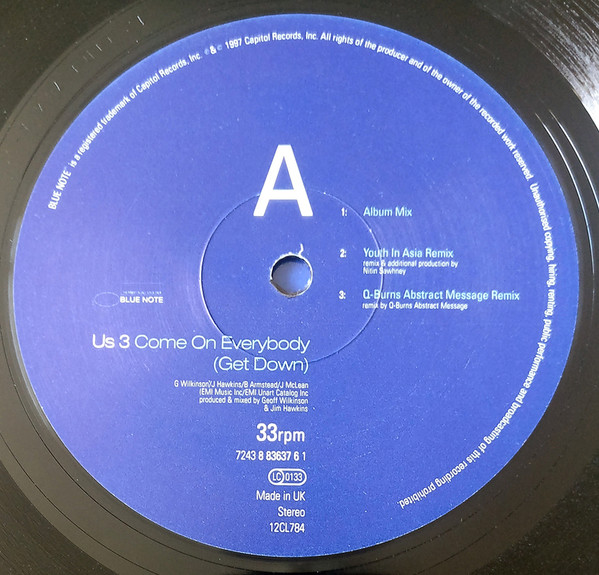 BLUE NOTE™ is a registered trademark of Capitol Records, Inc. ℗ & © 1997 Capitol Records, Inc. All rights of the producer and of the owner of the recorded work reserved. Unauthorised copying, hiring, renting, public performance and broadcasting of this recording prohibited.
A
1: Album Mix
2: Youth In Asia Remix
remix & additional production by
Nitin Sawhney
3: Q-Burns Abstract Message Remix
remix by Q-Burns Abstract Message
BLUE NOTE
Us 3 Come On Everybody
(Get Down)
G Wilkinson/J Hawkins/B Armstead/J McLean
(EMI Music Inc/EMI Unart Catalog Inc
produced & mixed by Geoff Wilkinson
& Jim Hawkins
33rpm
7243 8 83637 6 1
LC 0133
Made in UK
Stereo
12CL784